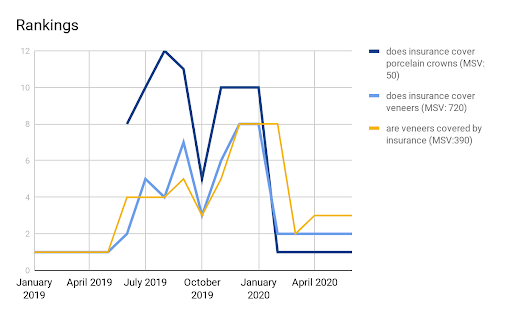 Rankings
12
10
8
6
4
2
0
January
2019
April 2019
July 2019
October
2019
January
2020
April 2020
does insurance cover
porcelain crowns (MSV:
50)
does insurance cover
veneers (MSV: 720)
are veneers covered by
insurance (MSV:390)